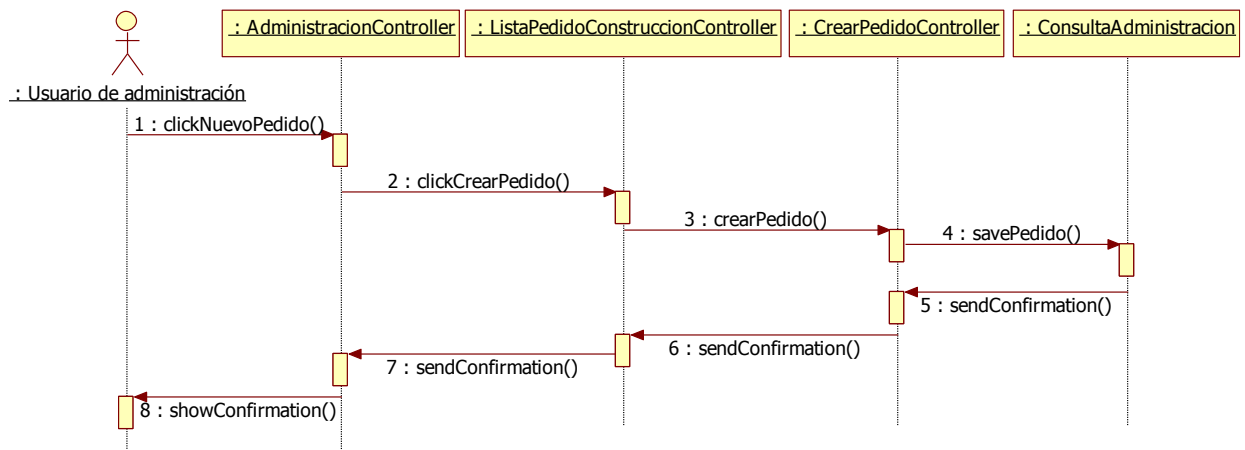 : AdministracionController
: ListaPedidoConstruccionController
: CrearPedidoController
: ConsultaAdministracion
: Usuario de administración
1 : clickNuevoPedido()
2 : clickCrearPedido()
3 : crearPedido()
4 : savePedido()
5 : sendConfirmation()
6 : sendConfirmation()
7 : sendConfirmation()
8 : showConfirmation()